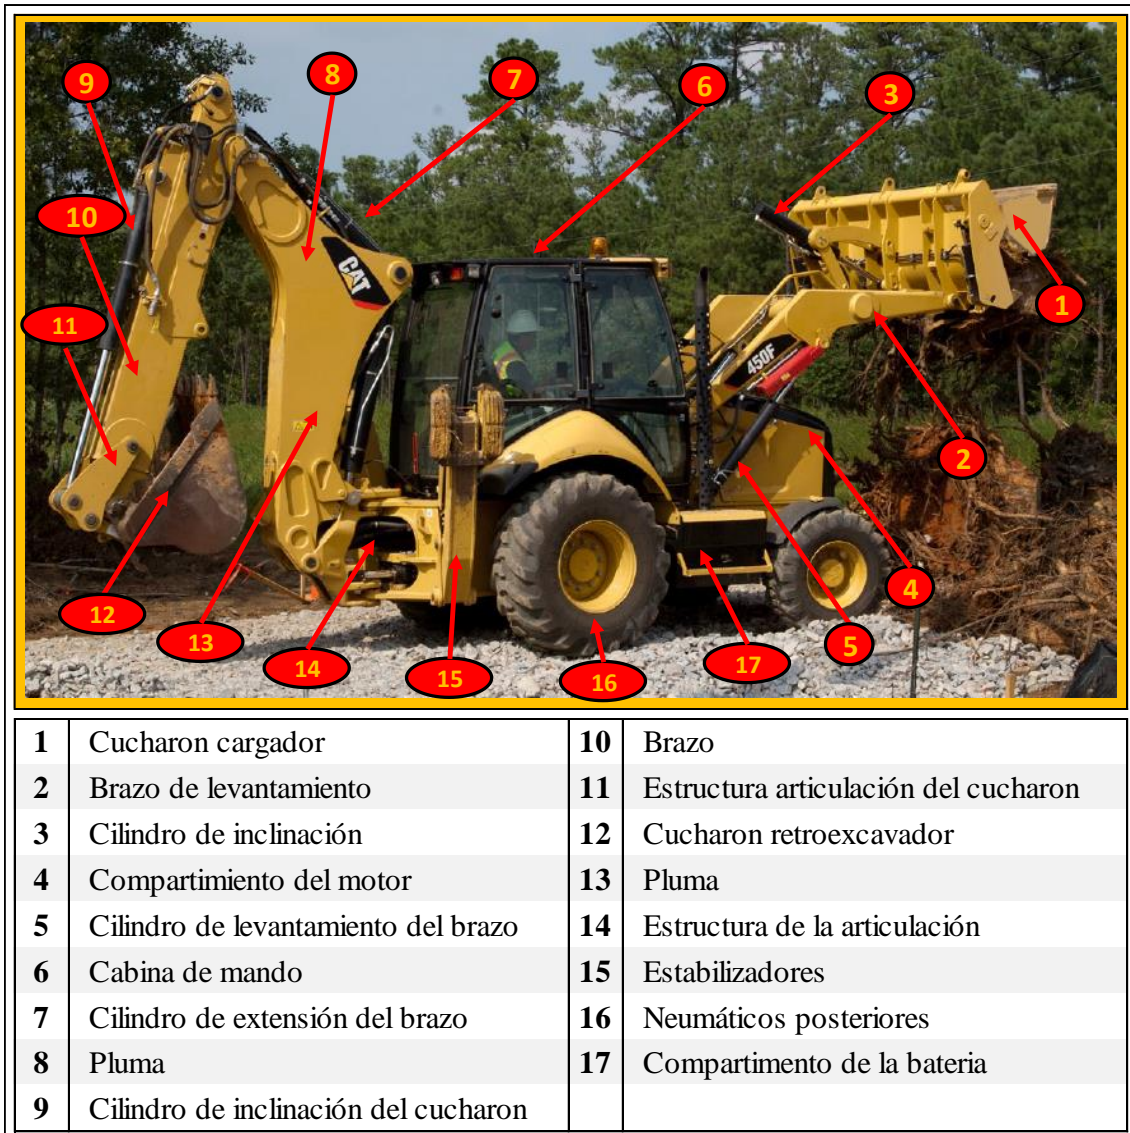 9
8
7
6
3
10
11
1
2
12
13
14
15
16
17
5
4
CAT
450F
1 Cucharon cargador 10 Brazo
2 Brazo de levantamiento 11 Estructura articulación del cucharon
3 Cilindro de inclinación 12 Cucharon retroexcavador
4 Compartimiento del motor 13 Pluma
5 Cilindro de levantamiento del brazo 14 Estructura de la articulación
6 Cabina de mando 15 Estabilizadores
7 Cilindro de extensión del brazo 16 Neumáticos posteriores
8 Pluma 17 Compartimento de la bateria
9 Cilindro de inclinación del cucharon